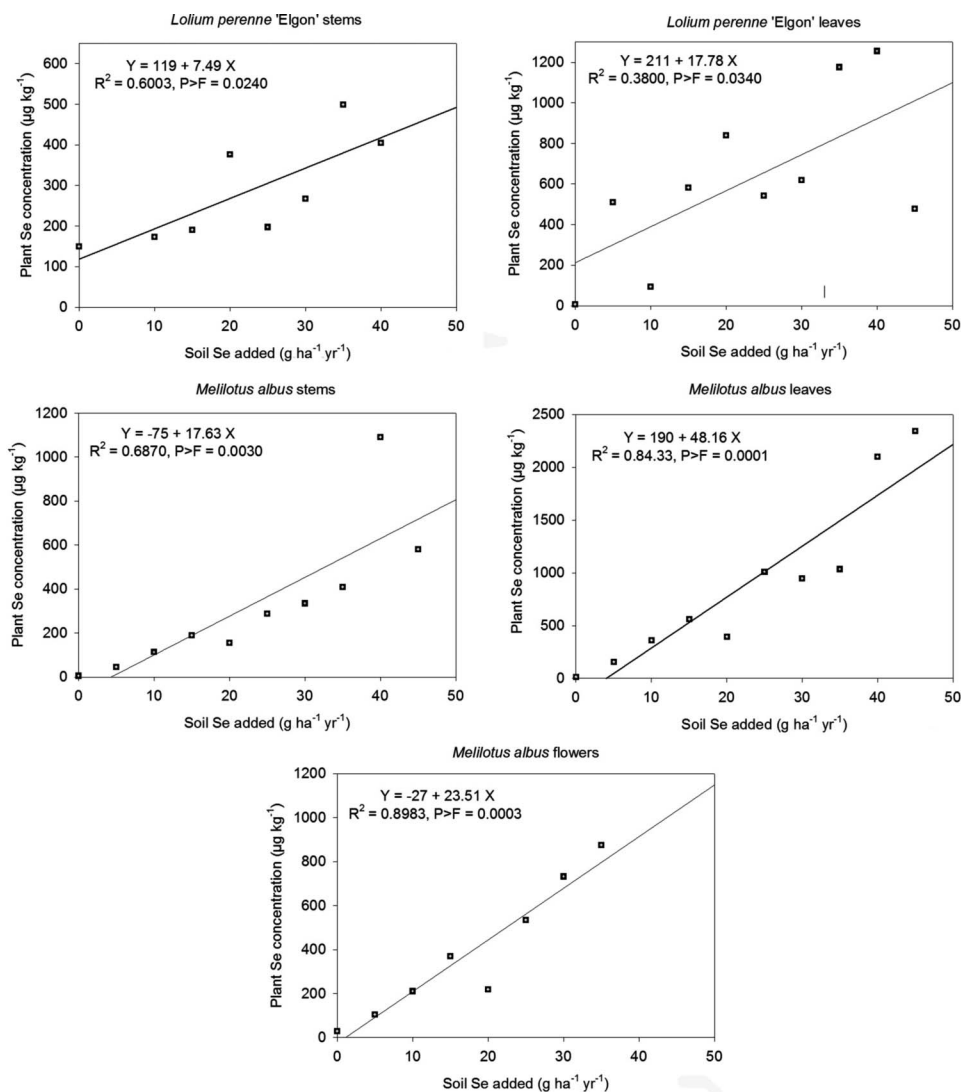 Lolium perenne 'Elgon' stems
Y = 119 + 7.49 X
R² = 0.6003, P>F = 0.0240
Plant Se concentration (µg kg⁻¹)
600
500
400
300
200
100
0
0 10 20 30 40 50
Soil Se added (g ha⁻¹ yr⁻¹)
Lolium perenne 'Elgon' leaves
Y = 211 + 17.78 X
R² = 0.3800, P>F = 0.0340
Plant Se concentration (µg kg⁻¹)
1200
1000
800
600
400
200
0
0 10 20 30 40 50
Soil Se added (g ha⁻¹ yr⁻¹)
Melilotus albus stems
Y = -75 + 17.63 X
R² = 0.6870, P>F = 0.0030
Plant Se concentration (µg kg⁻¹)
1200
1000
800
600
400
200
0
0 10 20 30 40 50
Soil Se added (g ha⁻¹ yr⁻¹)
Melilotus albus leaves
Y = 190 + 48.16 X
R² = 0.84.33, P>F = 0.0001
Plant Se concentration (µg kg⁻¹)
2500
2000
1500
1000
500
0
0 10 20 30 40 50
Soil Se added (g ha⁻¹ yr⁻¹)
Melilotus albus flowers
Y = -27 + 23.51 X
R² = 0.8983, P>F = 0.0003
Plant Se concentration (µg kg⁻¹)
1200
1000
800
600
400
200
0
0 10 20 30 40 50
Soil Se added (g ha⁻¹ yr⁻¹)